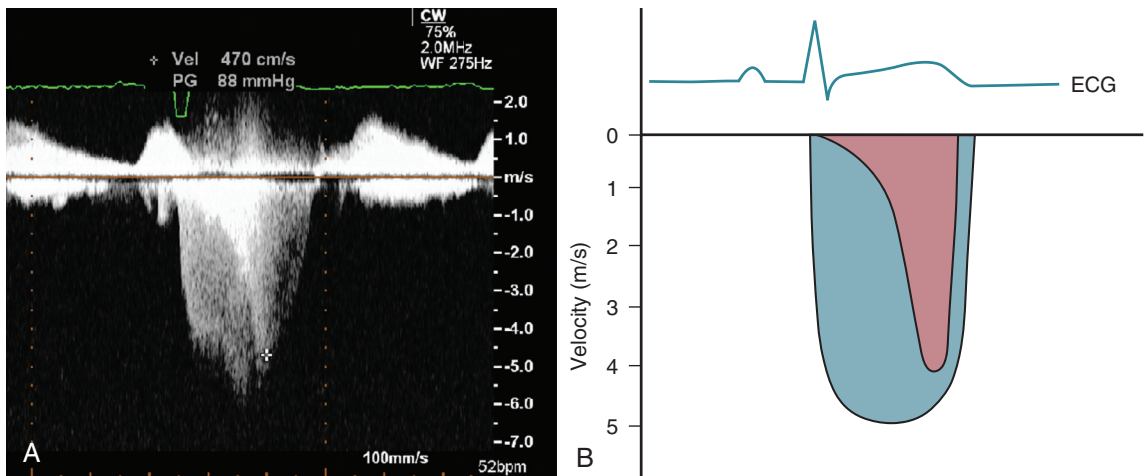 CW
75%
2.0MHz
WF 275Hz
Vel 470 cm/s
PG 88 mmHg
2.0
1.0
m/s
-1.0
-2.0
-3.0
-4.0
-5.0
-6.0
-7.0
100mm/s
52bpm
A
ECG
0
1
2
3
4
5
Velocity (m/s)
B